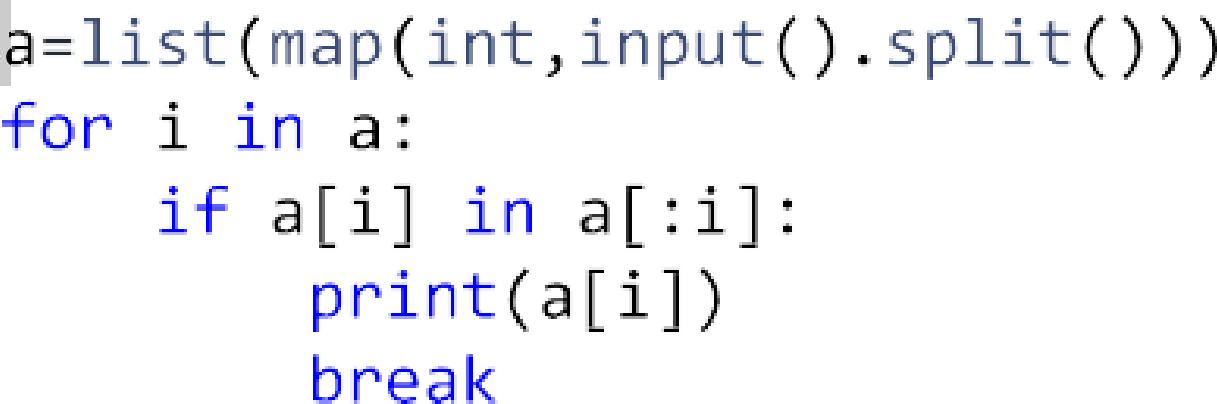 a=list(map(int,input().split()))
for i in a:
    if a[i] in a[:i]:
        print(a[i])
        break